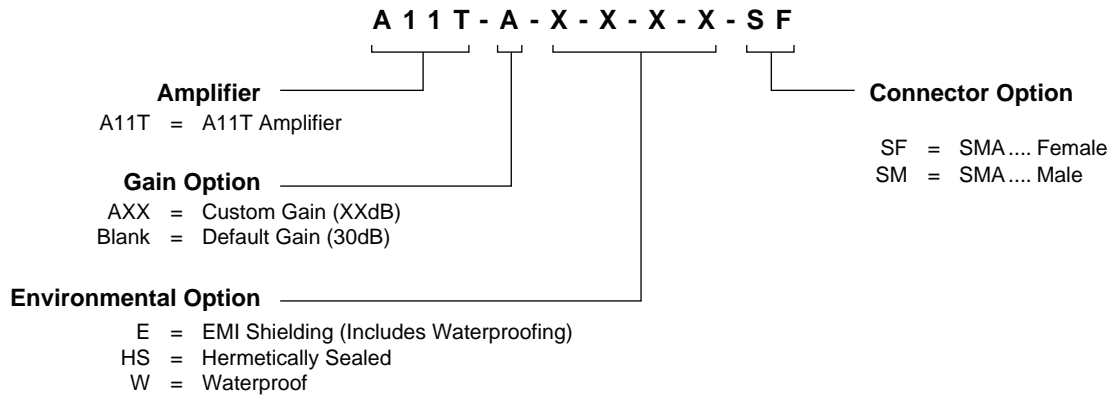 A 1 1 T - A - X - X - X - X - S F
Amplifier
A11T = A11T Amplifier
Gain Option
AXX = Custom Gain (XXdB)
Blank = Default Gain (30dB)
Environmental Option
E = EMI Shielding (Includes Waterproofing)
HS = Hermetically Sealed
W = Waterproof
Connector Option
SF = SMA .... Female
SM = SMA .... Male